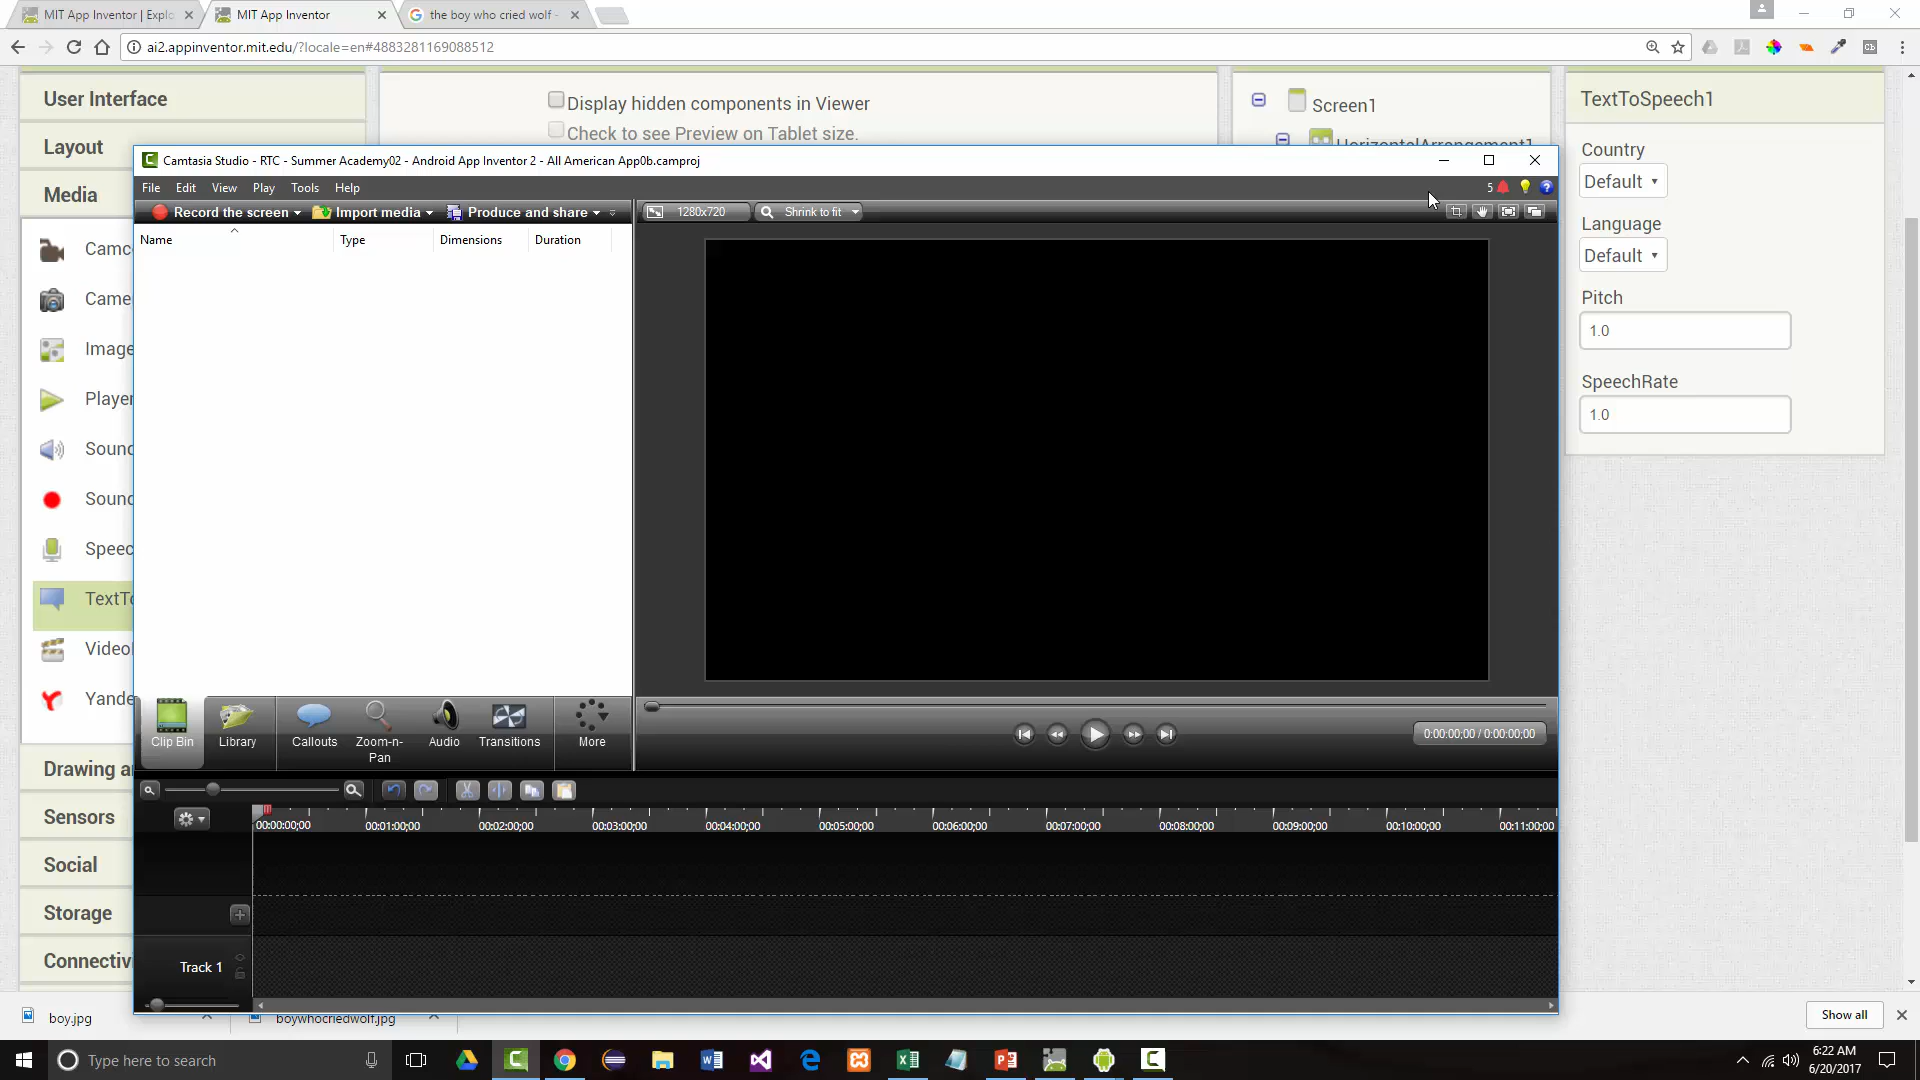 MIT App Inventor | Explo
MIT App Inventor
the boy who cried wolf -
ai2.appinventor.mit.edu/?locale=en#4883281169088512
User Interface
Layout
Media
Camc
Came
Image
Player
Sound
Sound
Speec
TextTo
Video
Yande
Drawing a
Sensors
Social
Storage
Connectiv
Display hidden components in Viewer
Check to see Preview on Tablet size.
Screen1
HorizontalArrangement1
TextToSpeech1
Country
Default
Language
Default
Pitch
1.0
SpeechRate
1.0
Camtasia Studio - RTC - Summer Academy02 - Android App Inventor 2 - All American App0b.camproj
File Edit View Play Tools Help
5
Record the screen Import media Produce and share
1280x720 Shrink to fit
Name Type Dimensions Duration
Clip Bin Library Callouts Zoom-n-Pan Audio Transitions More
0:00:00;00 / 0:00:00;00
00:00:00;00 00:01:00;00 00:02:00;00 00:03:00;00 00:04:00;00 00:05:00;00 00:06:00;00 00:07:00;00 00:08:00;00 00:09:00;00 00:10:00;00 00:11:00;00
Track 1
boy.jpg
boywhocriedwolf.jpg
Show all
Type here to search
6:22 AM
6/20/2017